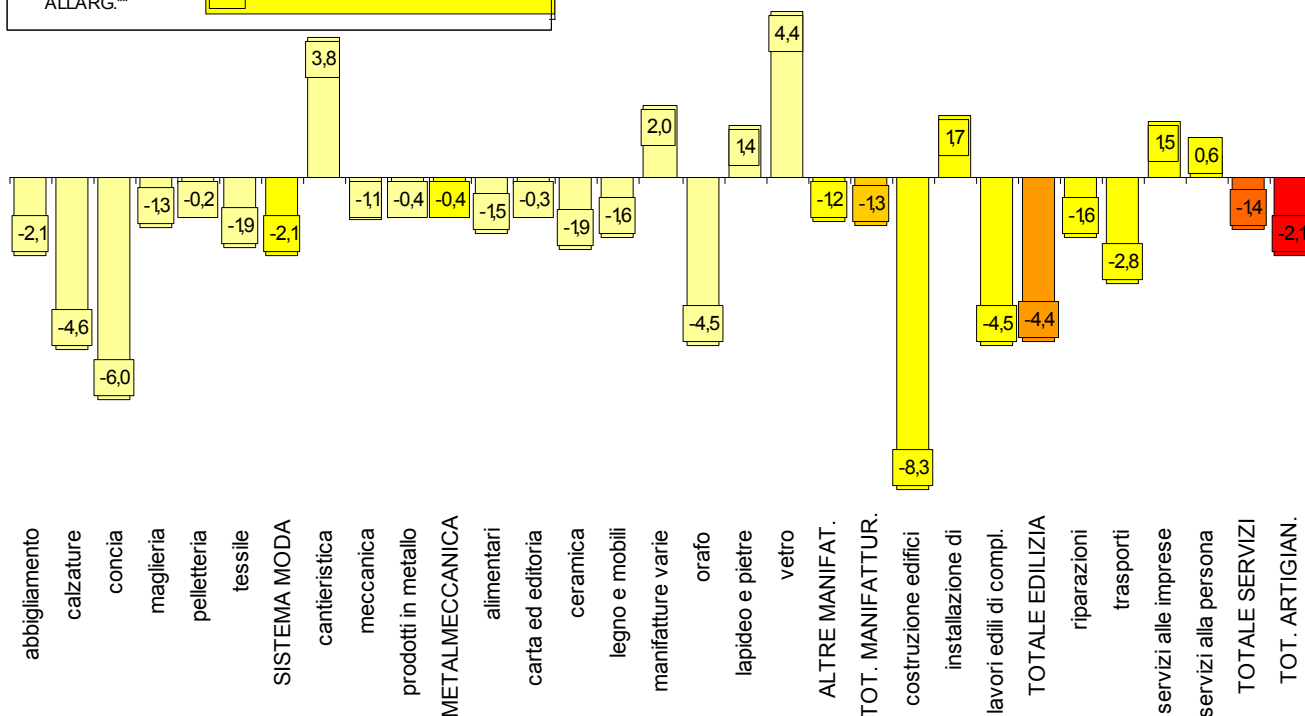 ALLARG.**
-2,1
-4,6
-6,0
-1,3
-0,2
-1,9
-2,1
3,8
-1,1
-0,4
-0,4
-1,5
-0,3
-1,9
-1,6
2,0
-4,5
1,4
4,4
-1,2
-1,3
-8,3
1,7
-4,5
-4,4
-1,6
-2,8
1,5
0,6
-1,4
-2,1
abbigliamento
calzature
concia
maglieria
pelletteria
tessile
SISTEMA MODA
cantieristica
meccanica
prodotti in metallo
METALMECCANICA
alimentari
carta ed editoria
ceramica
legno e mobili
manifatture varie
orafo
lapideo e pietre
vetro
ALTRE MANIFAT.
TOT. MANIFATTUR.
costruzione edifici
installazione di
lavori edili di compl.
TOTALE EDILIZIA
riparazioni
trasporti
servizi alle imprese
servizi alla persona
TOTALE SERVIZI
TOT. ARTIGIAN.